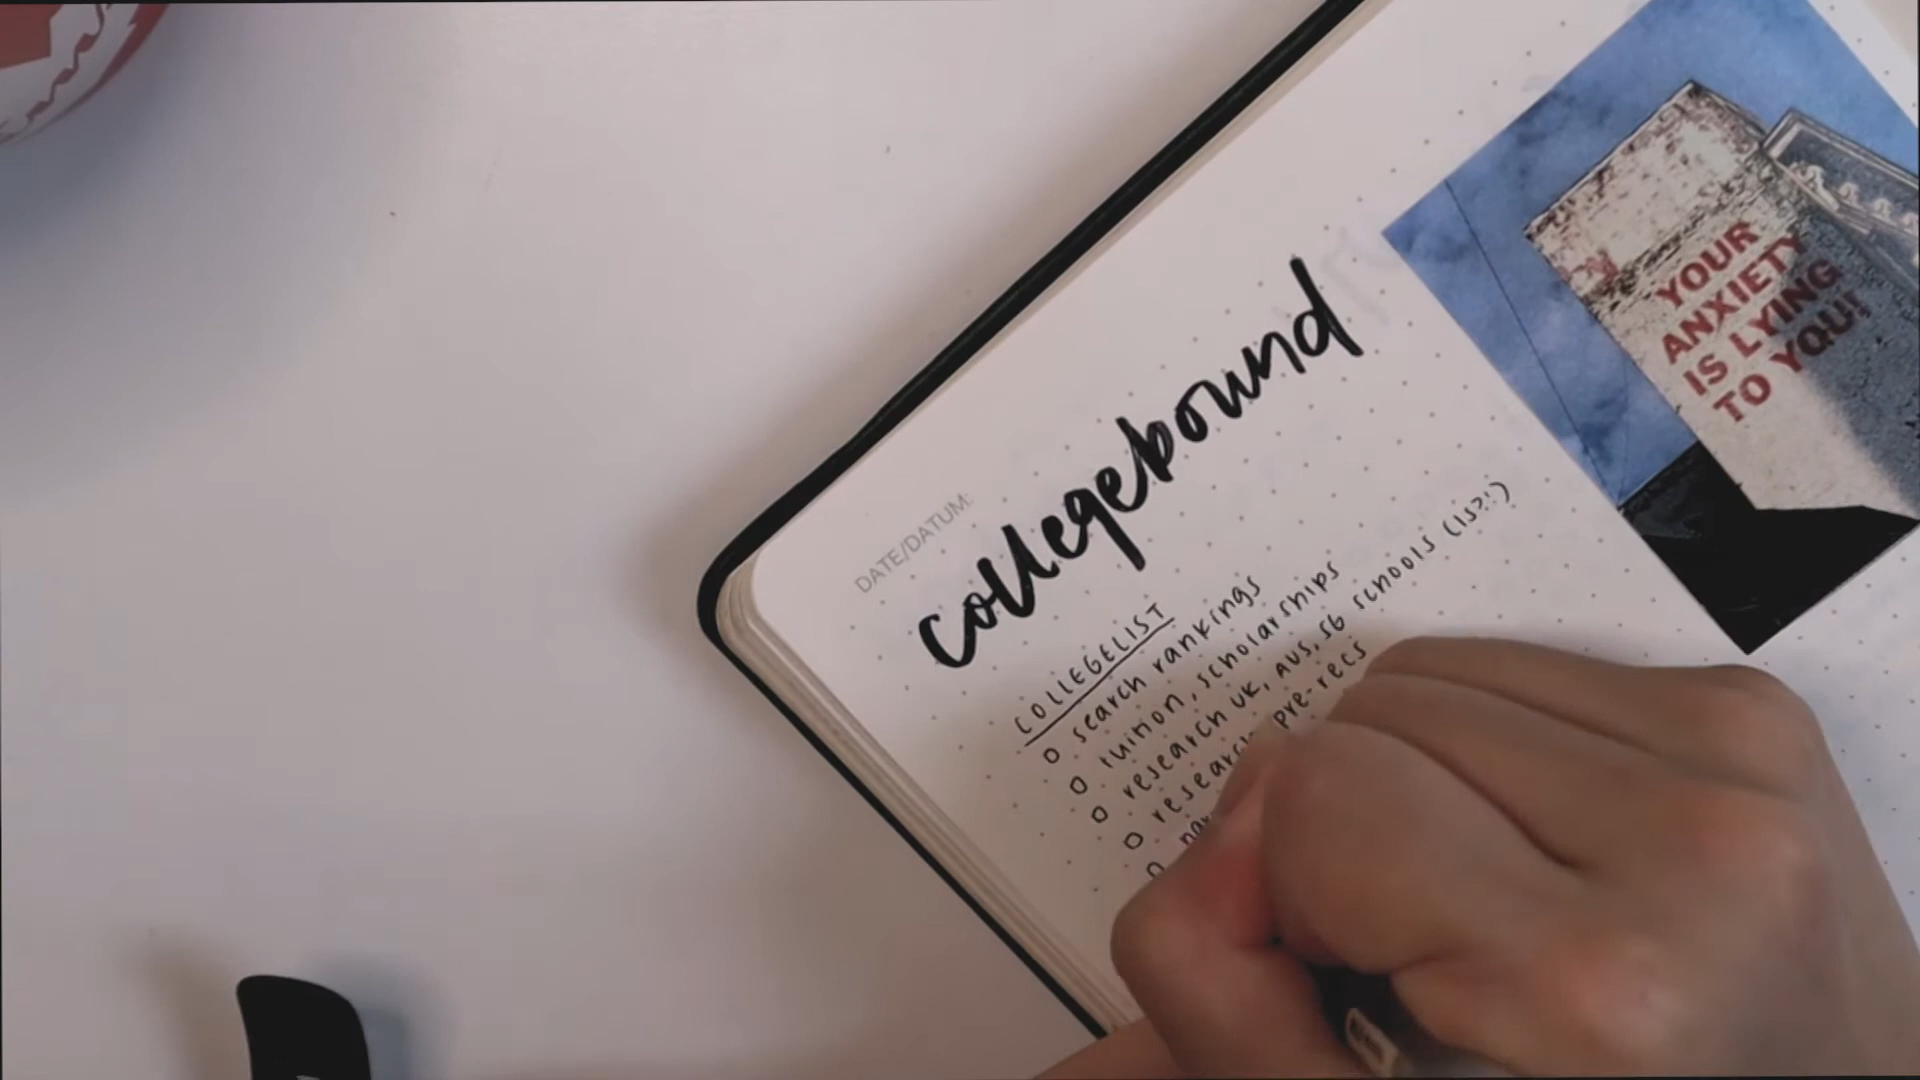 DATE/DATUM:
collegebound
COLLEGELIST
search rankings
tuition, scholarships
research UK, AUS, SG schools (IS?!)
research pre-recs
YOUR
ANXIETY
IS LYING
TO YOU!